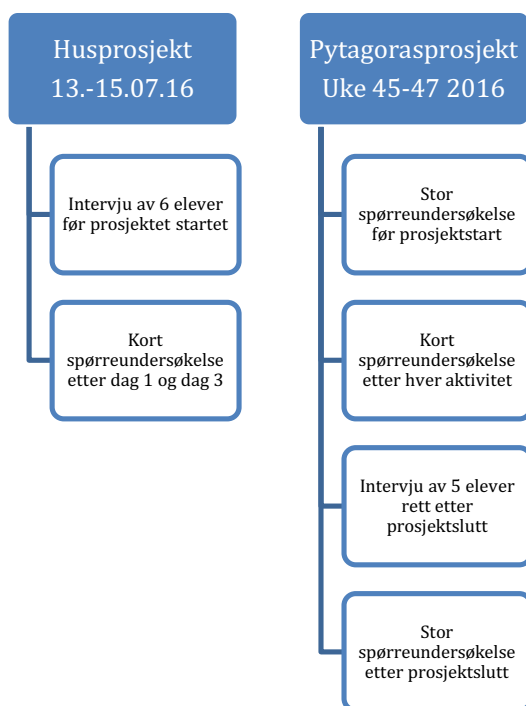 Husprosjekt
13.-15.07.16
Intervju av 6 elever
før prosjektet startet
Kort
spørreundersøkelse
etter dag 1 og dag 3
Pytagorasprosjekt
Uke 45-47 2016
Stor
spørreundersøkelse
før prosjektstart
Kort
spørreundersøkelse
etter hver aktivitet
Intervju av 5 elever
rett etter
prosjektslutt
Stor
spørreundersøkelse
etter prosjektslutt